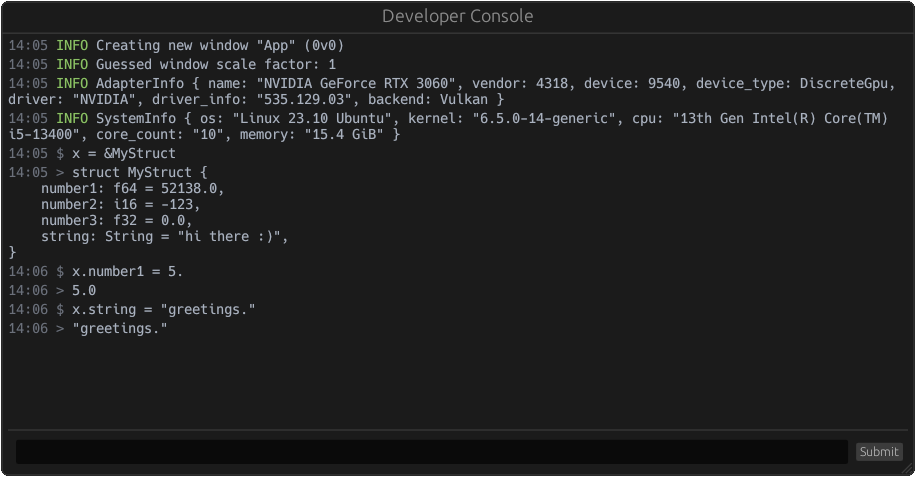 Developer Console
14:05 INFO Creating new window "App" (0v0)
14:05 INFO Guessed window scale factor: 1
14:05 INFO AdapterInfo { name: "NVIDIA GeForce RTX 3060", vendor: 4318, device: 9540, device_type: DiscreteGpu,
driver: "NVIDIA", driver_info: "535.129.03", backend: Vulkan }
14:05 INFO SystemInfo { os: "Linux 23.10 Ubuntu", kernel: "6.5.0-14-generic", cpu: "13th Gen Intel(R) Core(TM)
i5-13400", core_count: "10", memory: "15.4 GiB" }
14:05 $ x = &MyStruct
14:05 > struct MyStruct {
    number1: f64 = 52138.0,
    number2: i16 = -123,
    number3: f32 = 0.0,
    string: String = "hi there :)",
}
14:06 $ x.number1 = 5.
14:06 > 5.0
14:06 $ x.string = "greetings."
14:06 > "greetings."
Submit